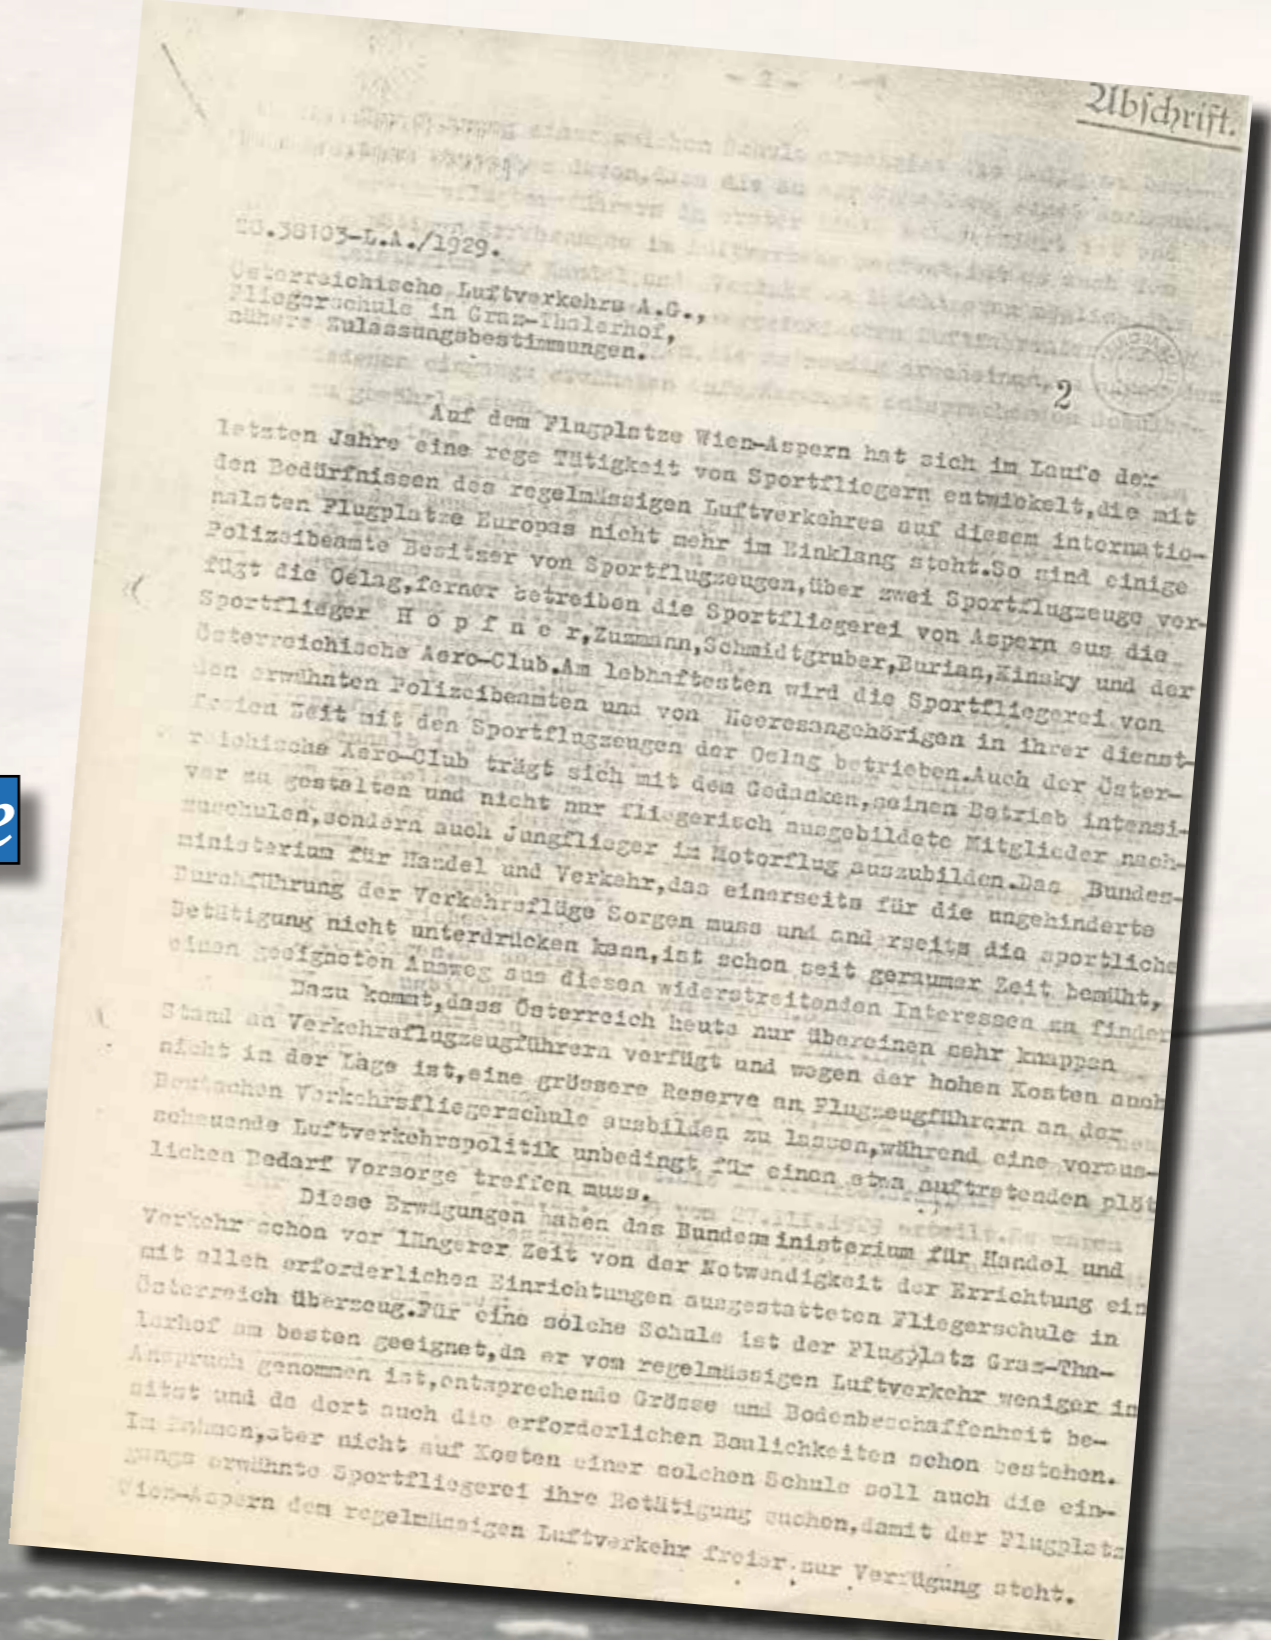 - 2 -
Abschrift.
38103-L.A./1929.
Österreichische Luftverkehrs A.G.,
Fliegerschule in Graz-Thalerhof,
nähere Zulassungsbestimmungen.
2
Auf dem Flugplatze Wien-Aspern hat sich im Laufe der
letzten Jahre eine rege Tätigkeit von Sportfliegern entwickelt,die mit
den Bedürfnissen des regelmässigen Luftverkehres auf diesem internatio-
nalsten Flugplatze Europas nicht mehr im Einklang steht.So sind einige
Polizeibeamte Besitzer von Sportflugzeugen,über zwei Sportflugzeuge ver-
fügt die Oelag,ferner betreiben die Sportfliegerei von Aspern aus die
Sportflieger H o p f n e r,Zuzmann,Schmidtgruber,Burian,Kinsky und der
Österreichische Aero-Club.Am lebhaftesten wird die Sportfliegerei von
den erwähnten Polizeibeamten und von Heeresangehörigen in ihrer dienst-
freien Zeit mit den Sportflugzeugen der Oelag betrieben.Auch der Öster-
reichische Aero-Club trägt sich mit dem Gedanken,seinen Betrieb intensi-
ver zu gestalten und nicht nur fliegerisch ausgebildete Mitglieder nach-
zuschulen,sondern auch Jungflieger im Motorflug auszubilden.Das Bundes-
ministerium für Handel und Verkehr,das einerseits für die ungehinderte
Durchführung der Verkehrsflüge Sorgen muss und and rseits die sportliche
Betätigung nicht unterdrücken kann,ist schon seit geraumer Zeit bemüht,
einen geeigneten Ausweg aus diesen widerstreitenden Interessen zu finden
Dazu kommt,dass Österreich heute nur übereinen sehr knappen
Stand an Verkehrsflugzeugführern verfügt und wegen der hohen Kosten auch
nicht in der Lage ist,eine grössere Reserve an Flugzeugführern an der
Deutschen Verkehrsfliegerschule ausbilden zu lassen,während eine voraus-
schauende Luftverkehrspolitik unbedingt für einen etwa auftretenden plöt
lichen Bedarf Vorsorge treffen muss.
Diese Erwägungen haben das Bundesministerium für Handel und
Verkehr schon vor längerer Zeit von der Notwendigkeit der Errichtung ein
mit allen erforderlichen Einrichtungen ausgestatteten Fliegerschule in
Österreich überzeug.Für eine solche Schule ist der Flugplatz Graz-Tha-
lerhof am besten geeignet,da er vom regelmässigen Luftverkehr weniger in
Anspruch genommen ist,entsprechende Grösse und Bodenbeschaffenheit be-
sitzt und da dort auch die erforderlichen Baulichkeiten schon bestehen.
Im Rahmen,aber nicht auf Kosten einer solchen Schule soll auch die ein-
gangs erwähnte Sportfliegerei ihre Betätigung suchen,damit der Flugplatz
Wien-Aspern dem regelmässigen Luftverkehr freier zur Verfügung steht.
e